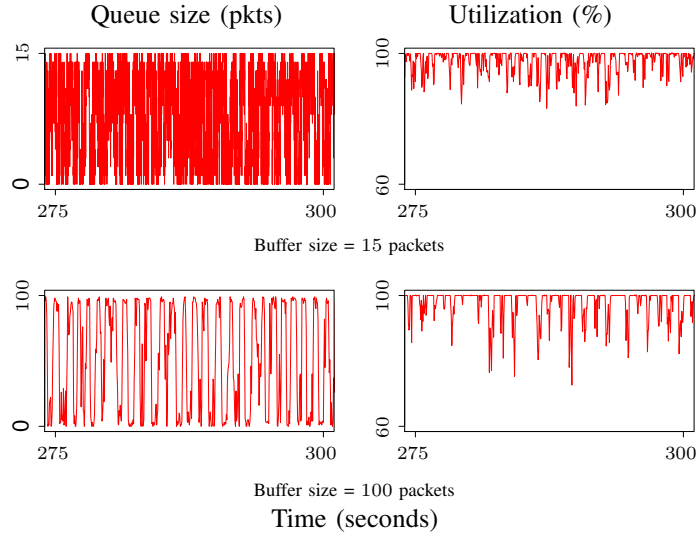 Queue size (pkts) Utilization (%)
15 100
0 60
275 300 275 300
Buffer size = 15 packets
100 100
0 60
275 300 275 300
Buffer size = 100 packets
Time (seconds)